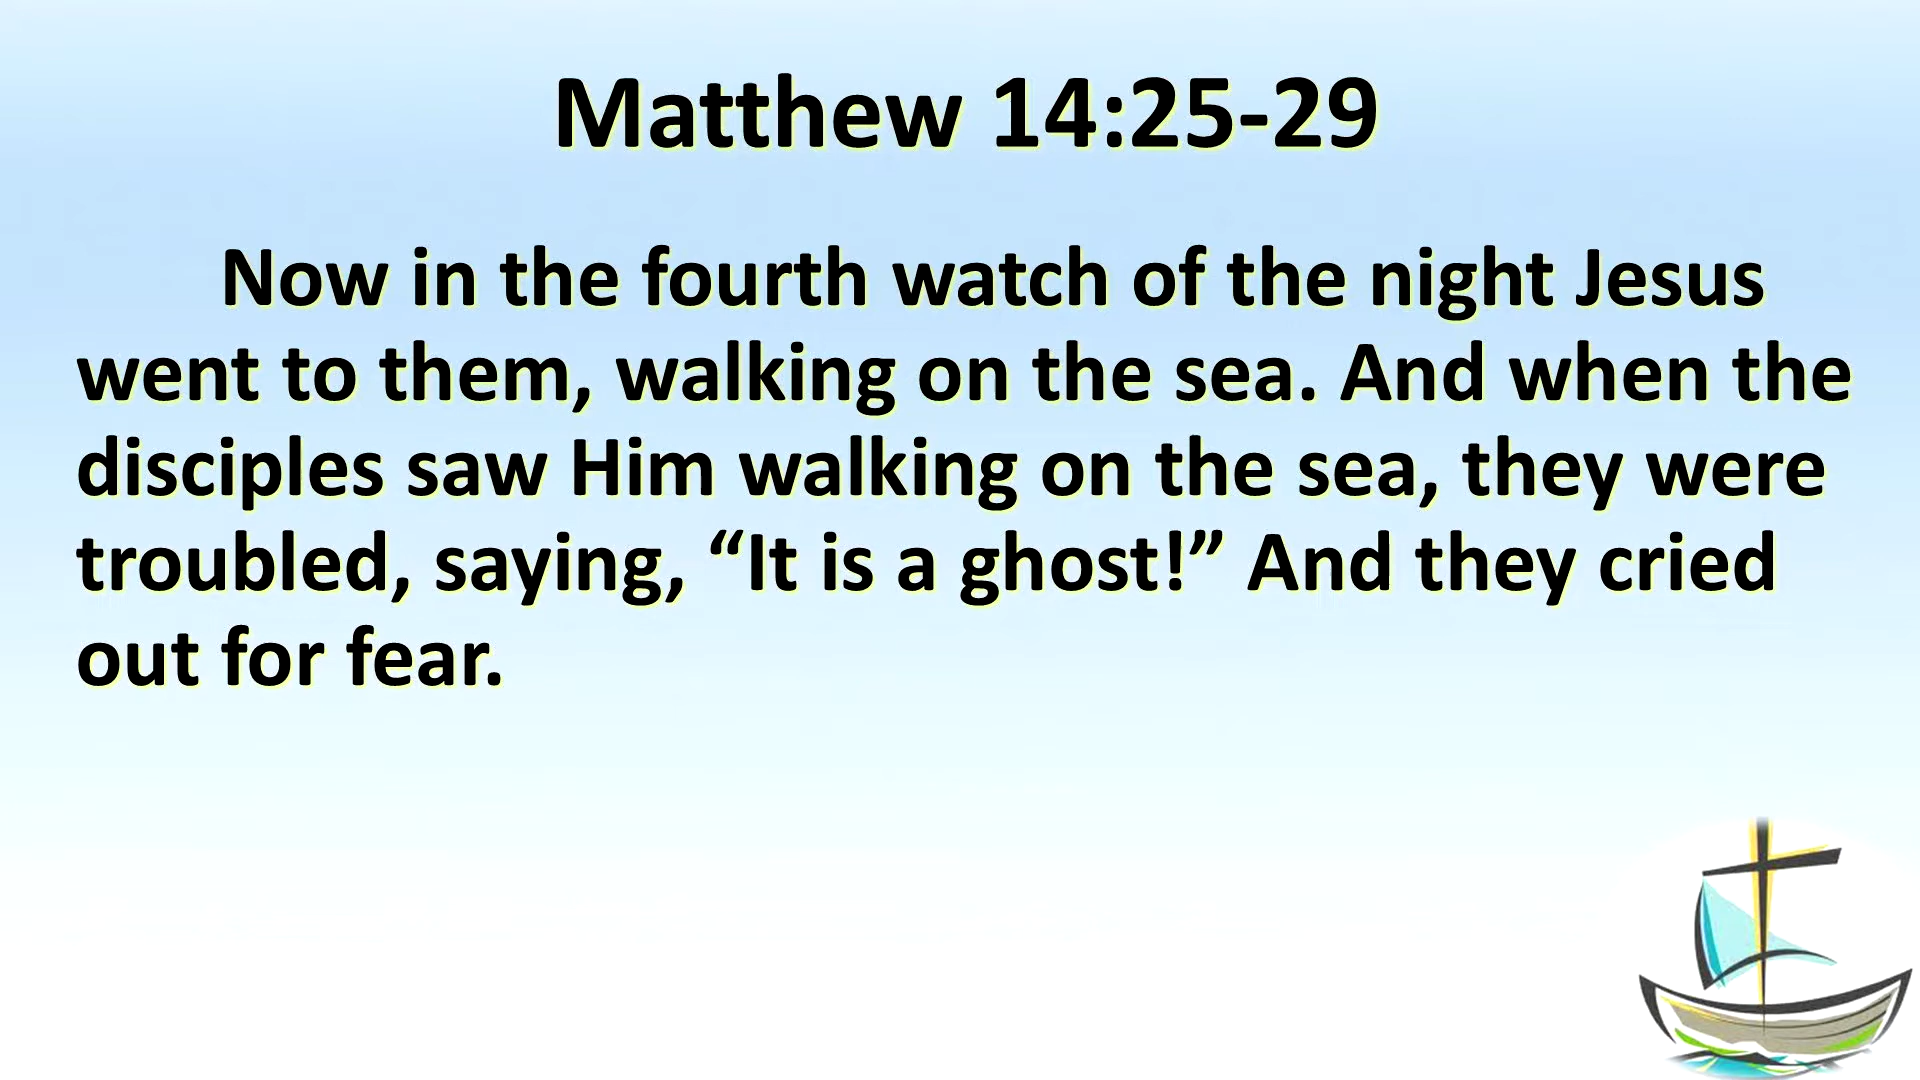 Matthew 14:25-29
Now in the fourth watch of the night Jesus
went to them, walking on the sea. And when the
disciples saw Him walking on the sea, they were
troubled, saying, “It is a ghost!” And they cried
out for fear.